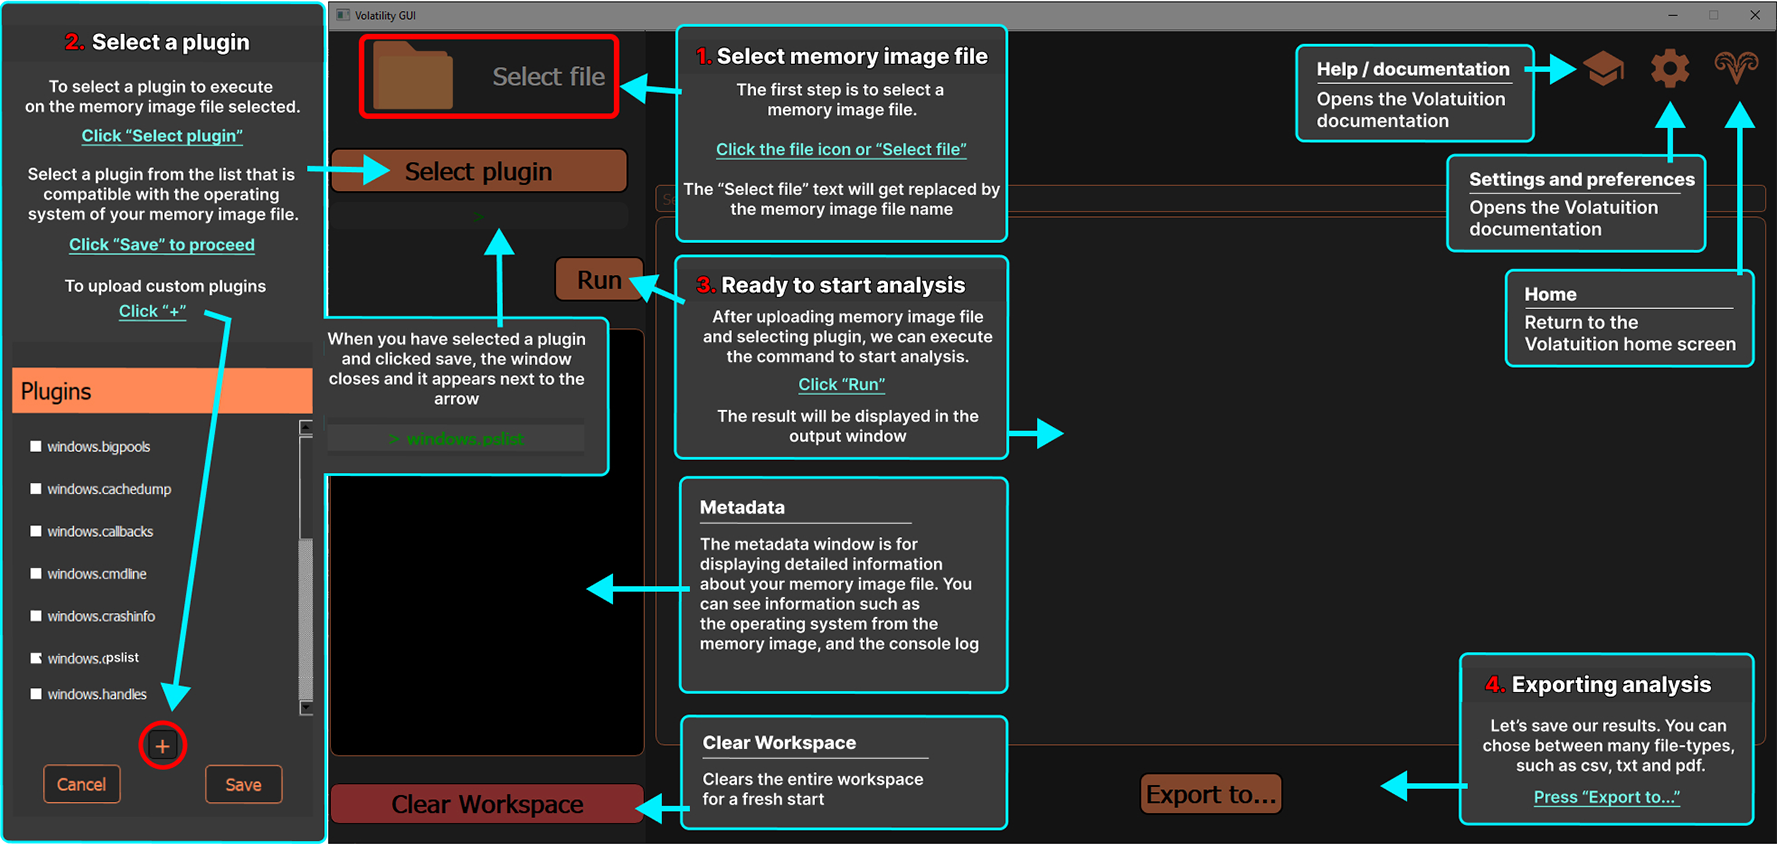 Volatility GUI
2. Select a plugin
To select a plugin to execute
on the memory image file selected.
Click “Select plugin”
Select a plugin from the list that is
compatible with the operating
system of your memory image file.
Click “Save” to proceed
To upload custom plugins
Click “+”
Plugins
windows.bigpools
windows.cachedump
windows.callbacks
windows.cmdline
windows.crashinfo
windows.pslist
windows.handles
+
Cancel
Save
Select file
Select plugin
>
Run
When you have selected a plugin
and clicked save, the window
closes and it appears next to the
arrow
> windows.pslist
Clear Workspace
1. Select memory image file
The first step is to select a
memory image file.
Click the file icon or “Select file”
The “Select file” text will get replaced by
the memory image file name
3. Ready to start analysis
After uploading memory image file
and selecting plugin, we can execute
the command to start analysis.
Click “Run”
The result will be displayed in the
output window
Metadata
The metadata window is for
displaying detailed information
about your memory image file. You
can see information such as
the operating system from the
memory image, and the console log
Clear Workspace
Clears the entire workspace
for a fresh start
Help / documentation
Opens the Volatuition
documentation
Settings and preferences
Opens the Volatuition
documentation
Home
Return to the
Volatuition home screen
4. Exporting analysis
Let’s save our results. You can
chose between many file-types,
such as csv, txt and pdf.
Press “Export to...”
Export to...